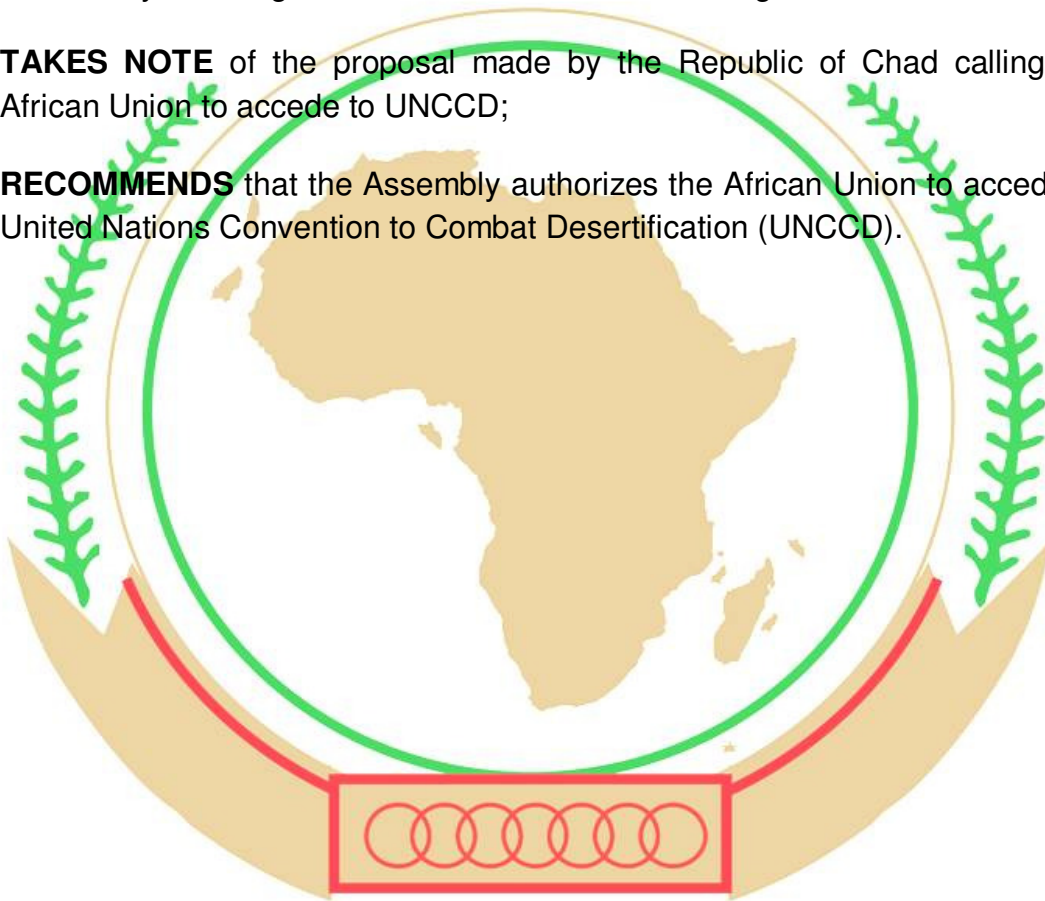 TAKES NOTE of the proposal made by the Republic of Chad calling
African Union to accede to UNCCD;
RECOMMENDS that the Assembly authorizes the African Union to acced
United Nations Convention to Combat Desertification (UNCCD).